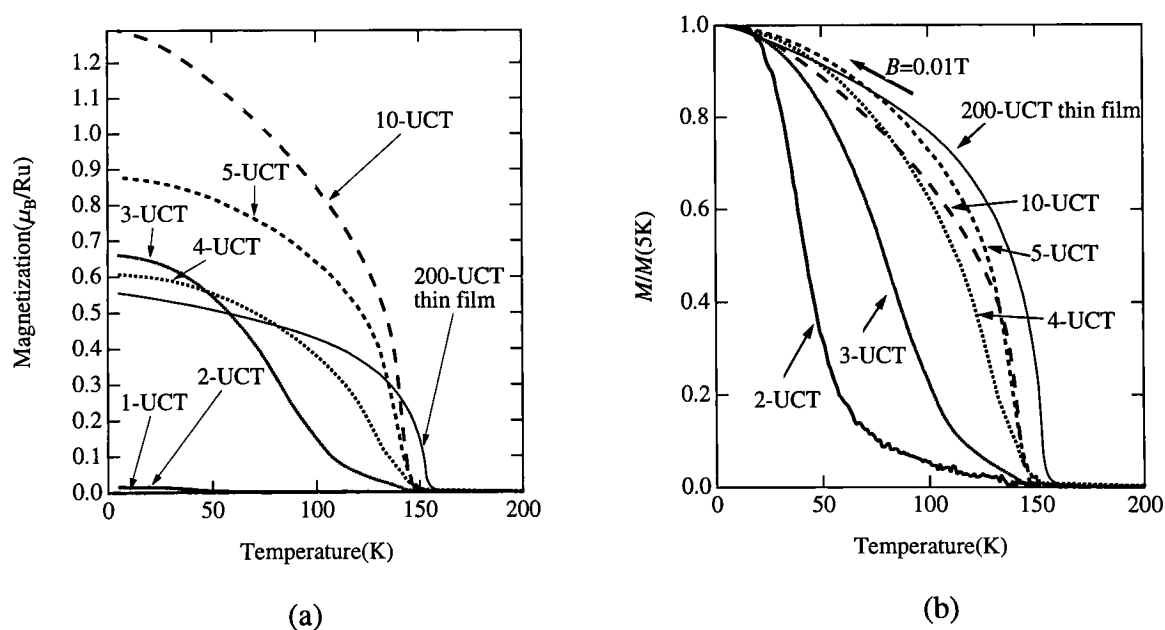 Magnetization(μB/Ru)
1.2
1.0
0.9
0.8
0.7
0.6
0.5
0.4
0.3
0.2
0.1
0.0
10-UCT
5-UCT
3-UCT
4-UCT
200-UCT
thin film
2-UCT
1-UCT
50
100
150
200
Temperature(K)
(a)
M/M(5K)
1.0
0.8
0.6
0.4
0.2
0.0
B=0.01T
200-UCT thin film
10-UCT
5-UCT
4-UCT
3-UCT
2-UCT
50
100
150
200
Temperature(K)
(b)